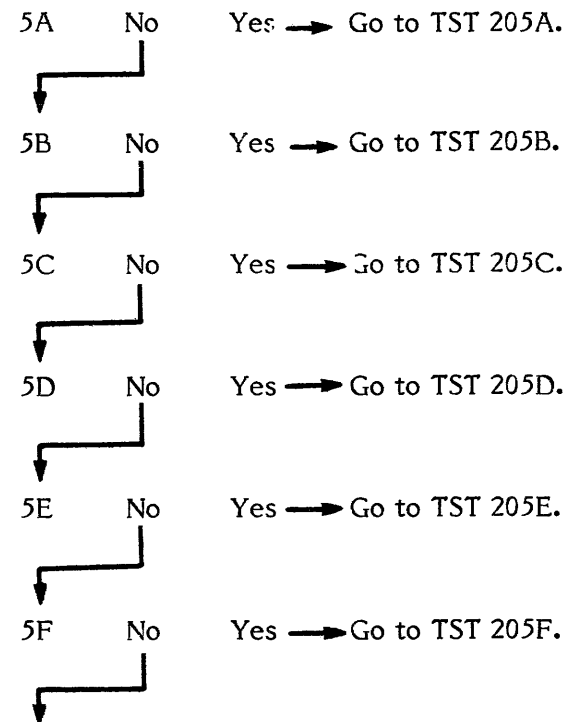 5A No Yes Go to TST 205A.
5B No Yes Go to TST 205B.
5C No Yes Go to TST 205C.
5D No Yes Go to TST 205D.
5E No Yes Go to TST 205E.
5F No Yes Go to TST 205F.